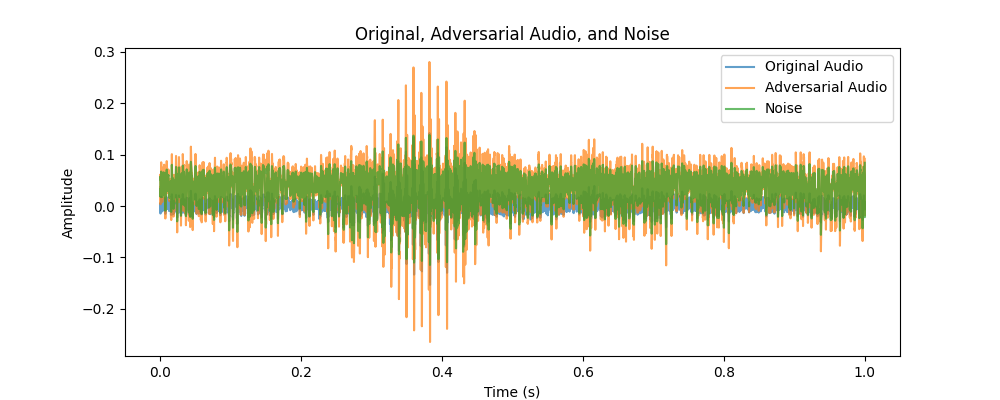 Original, Adversarial Audio, and Noise
Original Audio
Adversarial Audio
Noise
0.3
0.2
0.1
0.0
−0.1
−0.2
Amplitude
0.0 0.2 0.4 0.6 0.8 1.0
Time (s)